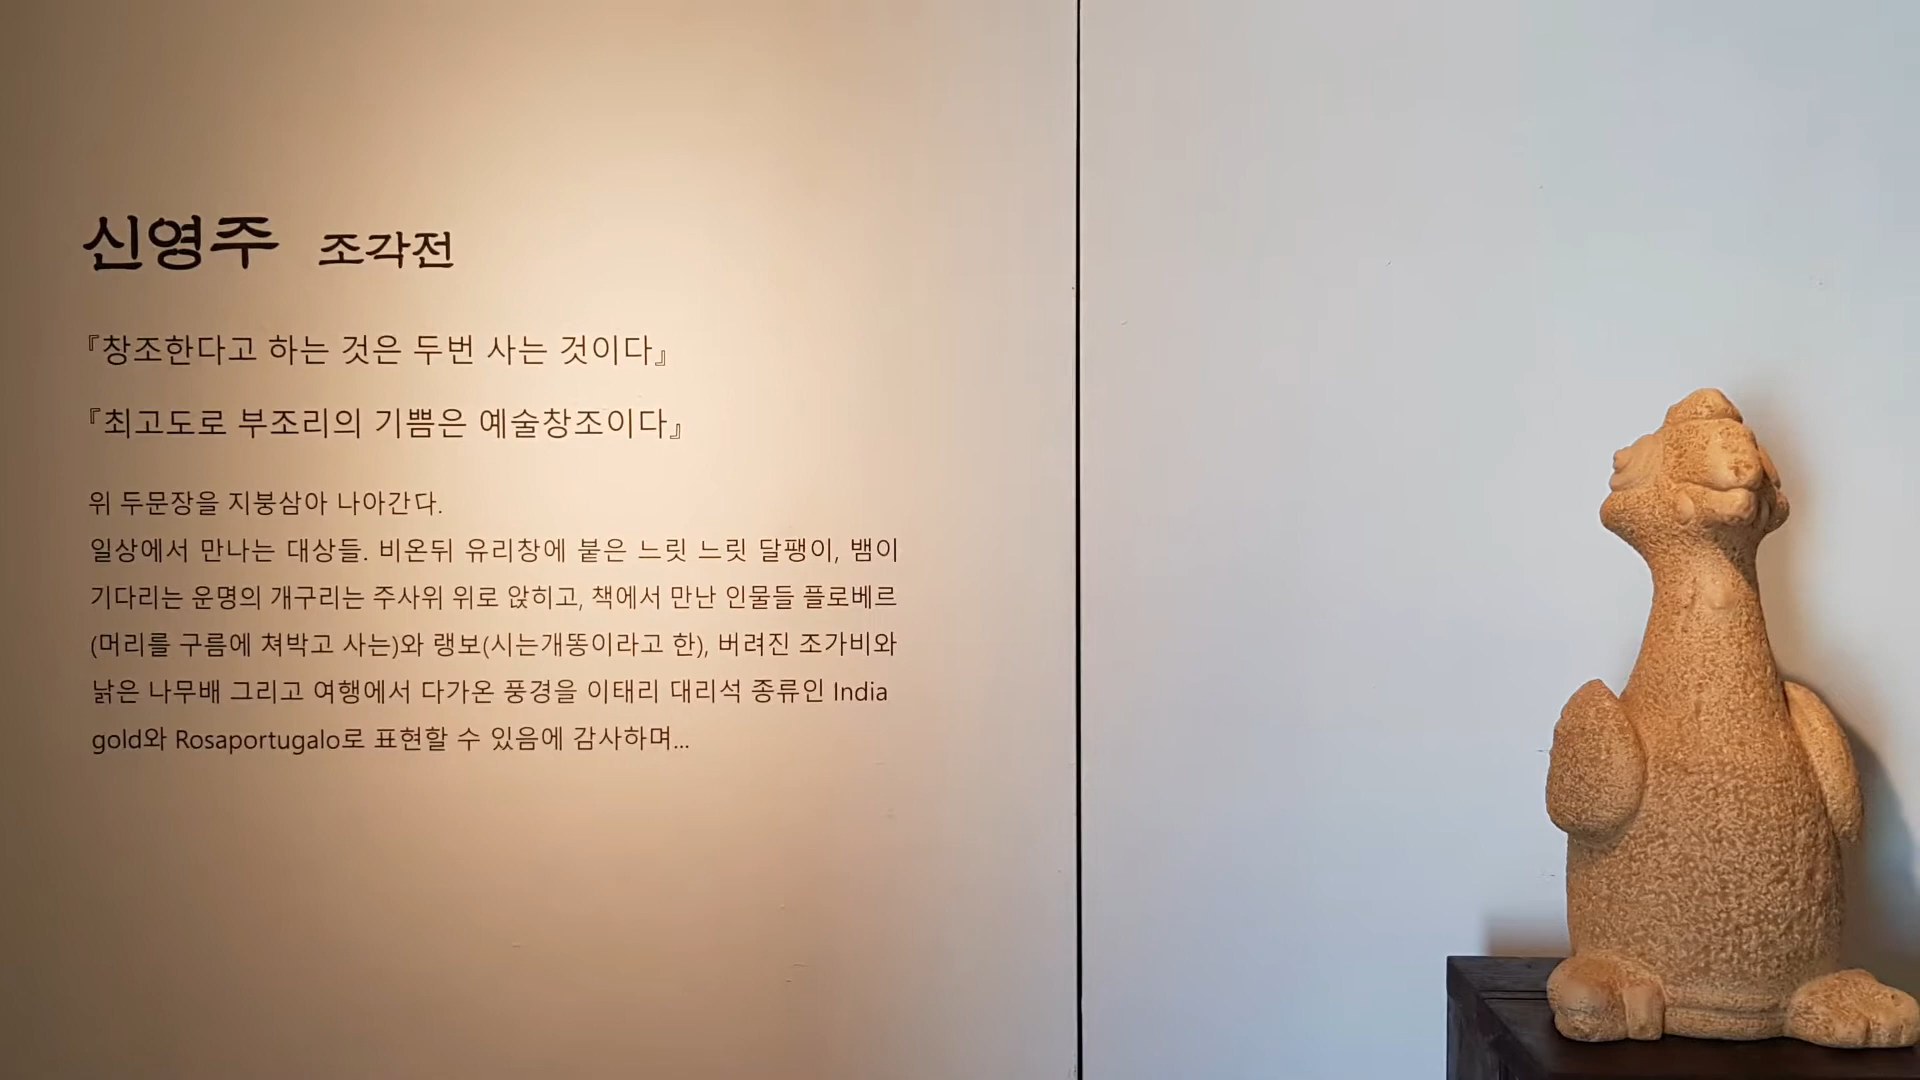 신영주 조각전
『창조한다고 하는 것은 두번 사는 것이다』
『최고도로 부조리의 기쁨은 예술창조이다』
위 두문장을 지붕삼아 나아간다.
일상에서 만나는 대상들. 비온뒤 유리창에 붙은 느릿 느릿 달팽이, 뱀이
기다리는 운명의 개구리는 주사위 위로 앉히고, 책에서 만난 인물들 플로베르
(머리를 구름에 쳐박고 사는)와 랭보(시는개똥이라고 한), 버려진 조가비와
낡은 나무배 그리고 여행에서 다가온 풍경을 이태리 대리석 종류인 India
gold와 Rosaportugalo로 표현할 수 있음에 감사하며...